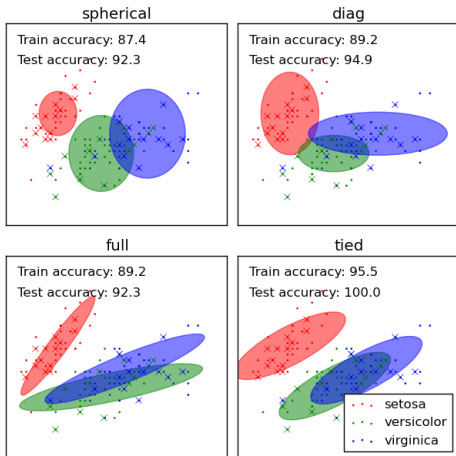 spherical
Train accuracy: 87.4
Test accuracy: 92.3
diag
Train accuracy: 89.2
Test accuracy: 94.9
full
Train accuracy: 89.2
Test accuracy: 92.3
tied
Train accuracy: 95.5
Test accuracy: 100.0
setosa
versicolor
virginica